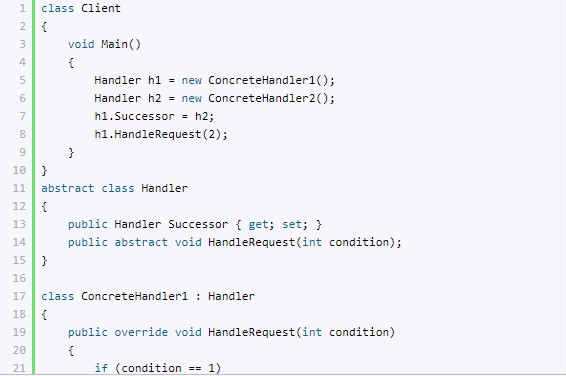 1 class Client
2 {
3     void Main()
4     {
5         Handler h1 = new ConcreteHandler1();
6         Handler h2 = new ConcreteHandler2();
7         h1.Successor = h2;
8         h1.HandleRequest(2);
9     }
10 }
11 abstract class Handler
12 {
13     public Handler Successor { get; set; }
14     public abstract void HandleRequest(int condition);
15 }
16
17 class ConcreteHandler1 : Handler
18 {
19     public override void HandleRequest(int condition)
20     {
21         if (condition == 1)